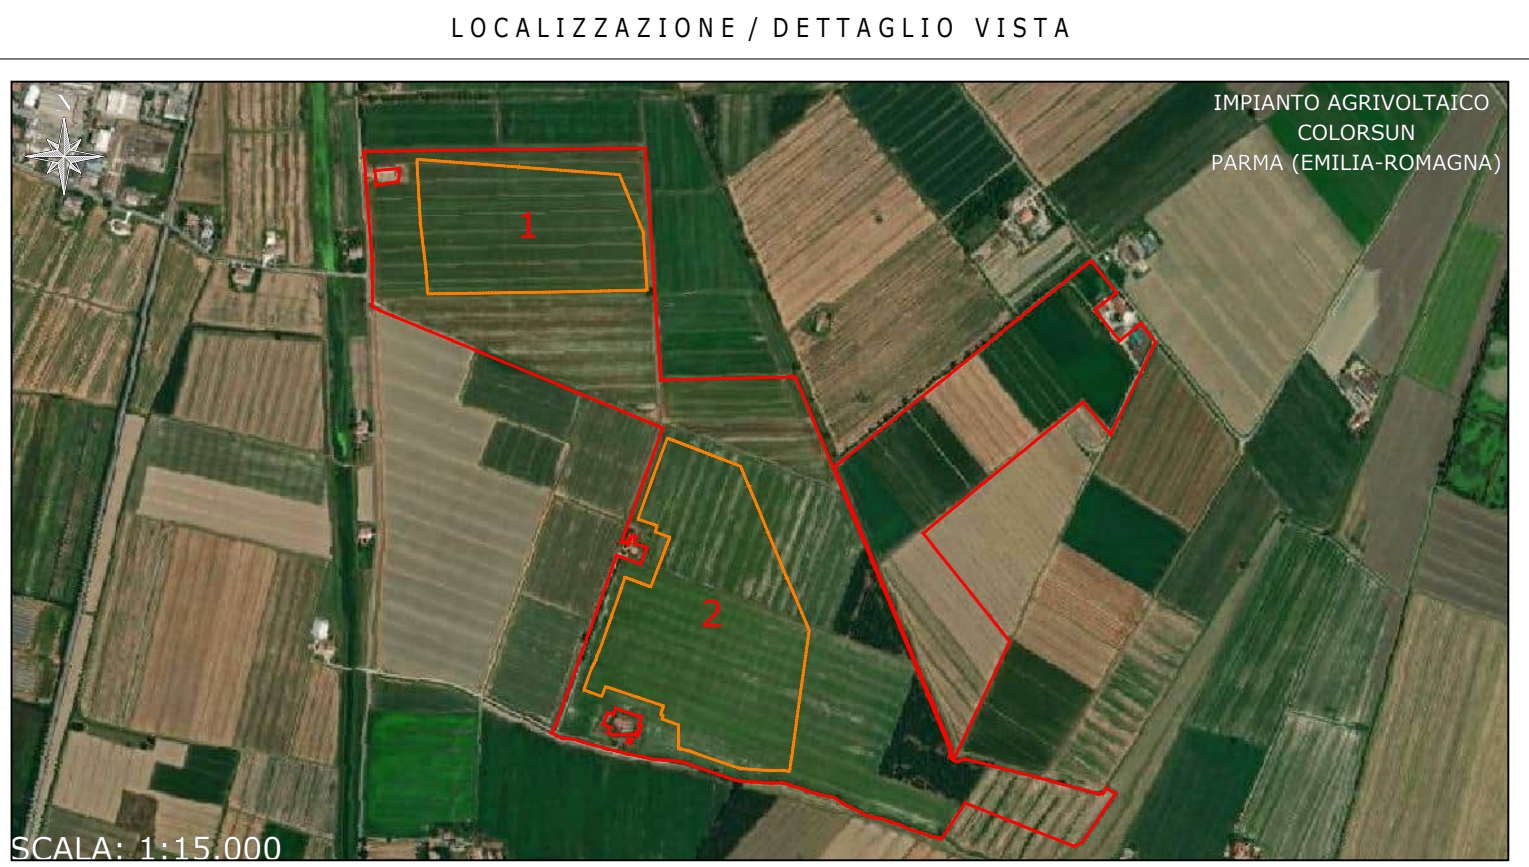 LOCALIZZAZIONE / DETTAGLIO VISTA
IMPIANTO AGRIVOLTAICO
COLORSUN
PARMA (EMILIA-ROMAGNA)
1
2
SCALA: 1:15.000